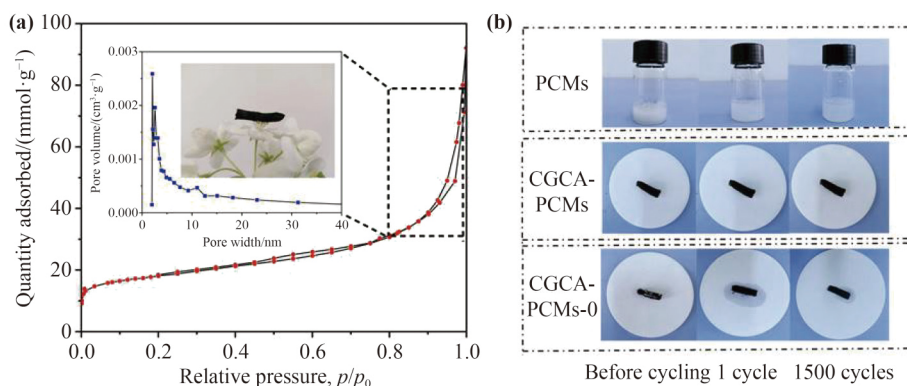 (a)
100
80
60
40
20
0
Quantity adsorbed/(mmol·g⁻¹)
0.0 0.2 0.4 0.6 0.8 1.0
Relative pressure, p/p₀
0.003
0.002
0.001
0.000
Pore volume/(cm³·g⁻¹)
0 10 20 30 40
Pore width/nm
(b)
PCMs
CGCA-
PCMs
CGCA-
PCMs-0
Before cycling 1 cycle 1500 cycles